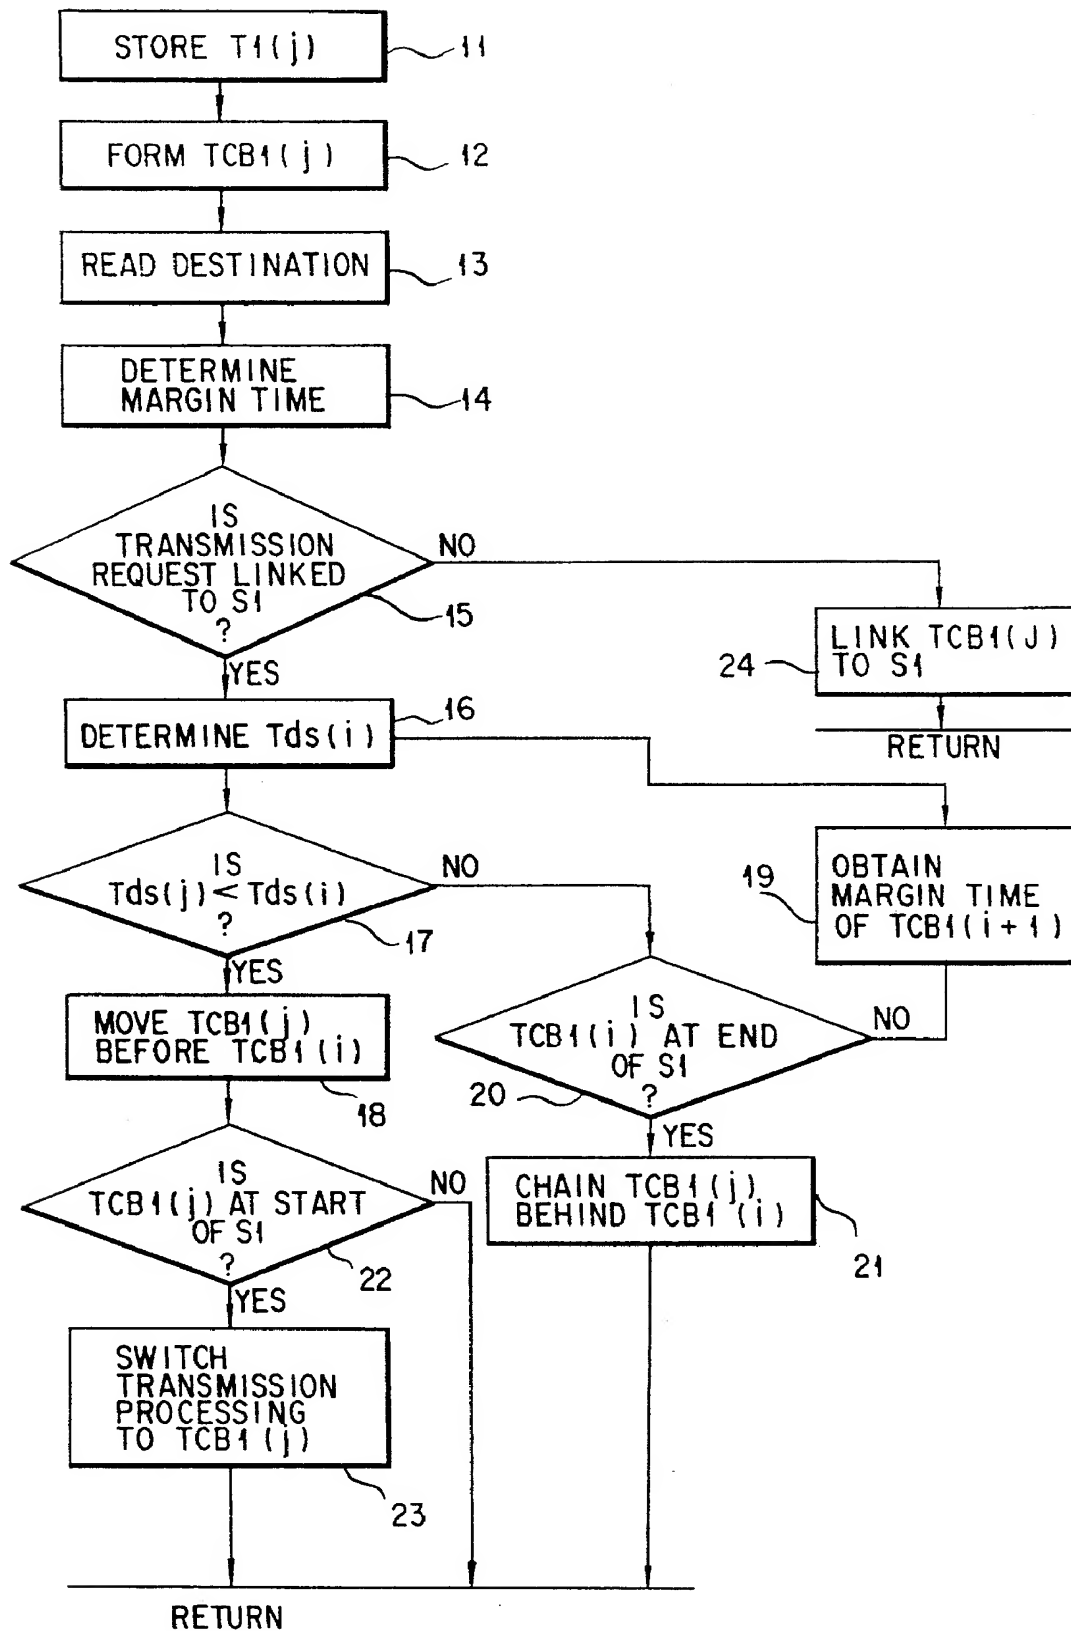 STORE T1(j)
11
FORM TCB1(j)
12
READ DESTINATION
13
DETERMINE
MARGIN TIME
14
IS
TRANSMISSION
REQUEST LINKED
TO S1
?
15
NO
YES
LINK TCB1(J)
TO S1
24
RETURN
DETERMINE Tds(i)
16
IS
Tds(j) < Tds(i)
?
17
NO
YES
OBTAIN
MARGIN TIME
OF TCB1(i+1)
19
MOVE TCB1(j)
BEFORE TCB1(i)
18
IS
TCB1(i) AT END
OF S1
?
20
NO
YES
IS
TCB1(j) AT START
OF S1
?
22
NO
YES
CHAIN TCB1(j)
BEHIND TCB1(i)
21
SWITCH
TRANSMISSION
PROCESSING
TO TCB1(j)
23
RETURN